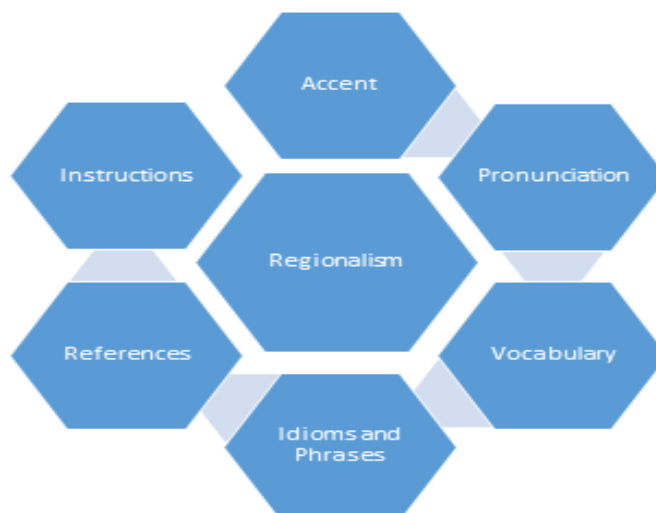 Accent
Instructions
Pronunciation
Regionalism
References
Vocabulary
Idioms and
Phrases